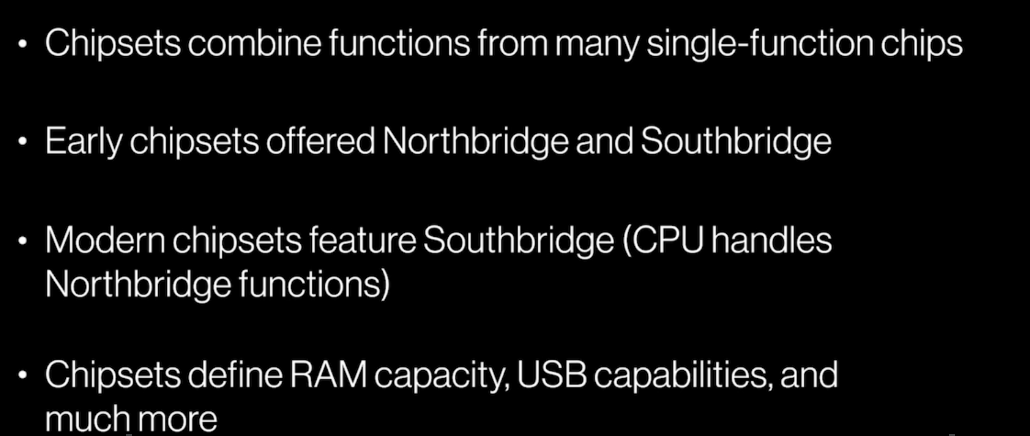 • Chipsets combine functions from many single-function chips
• Early chipsets offered Northbridge and Southbridge
• Modern chipsets feature Southbridge (CPU handles
Northbridge functions)
• Chipsets define RAM capacity, USB capabilities, and
much more